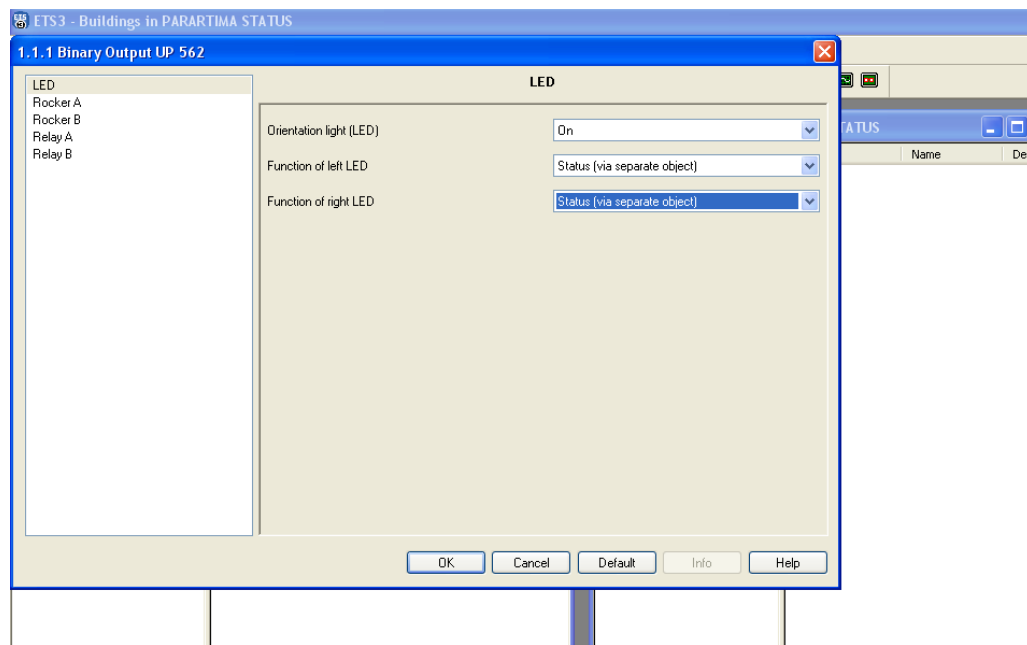 ETS3 - Buildings in PARARTIMA STATUS
1.1.1 Binary Output UP 562
LED
Rocker A
Rocker B
Relay A
Relay B
LED
Orientation light (LED) On
Function of left LED Status (via separate object)
Function of right LED Status (via separate object)
OK Cancel Default Info Help
TATUS
Name De